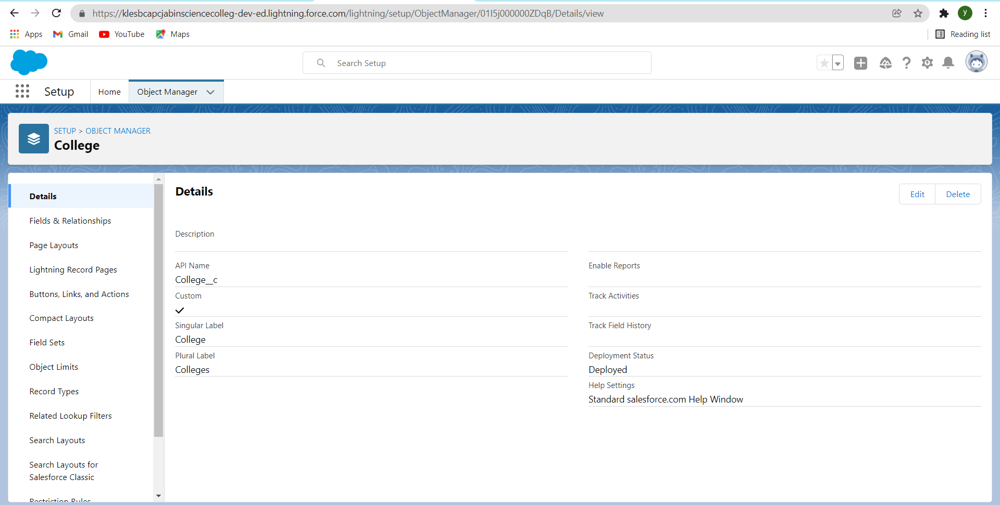 https://klesbcapcjabinsciencecolleg-dev-ed.lightning.force.com/lightning/setup/ObjectManager/01I5j000000ZDqB/Details/view
y
Apps
Gmail
YouTube
Maps
Reading list
Search Setup
Setup
Home
Object Manager
SETUP > OBJECT MANAGER
College
Details
Fields & Relationships
Page Layouts
Lightning Record Pages
Buttons, Links, and Actions
Compact Layouts
Field Sets
Object Limits
Record Types
Related Lookup Filters
Search Layouts
Search Layouts for
Salesforce Classic
Restriction Rules
Details
Edit
Delete
Description
API Name
College__c
Custom
Singular Label
College
Plural Label
Colleges
Enable Reports
Track Activities
Track Field History
Deployment Status
Deployed
Help Settings
Standard salesforce.com Help Window